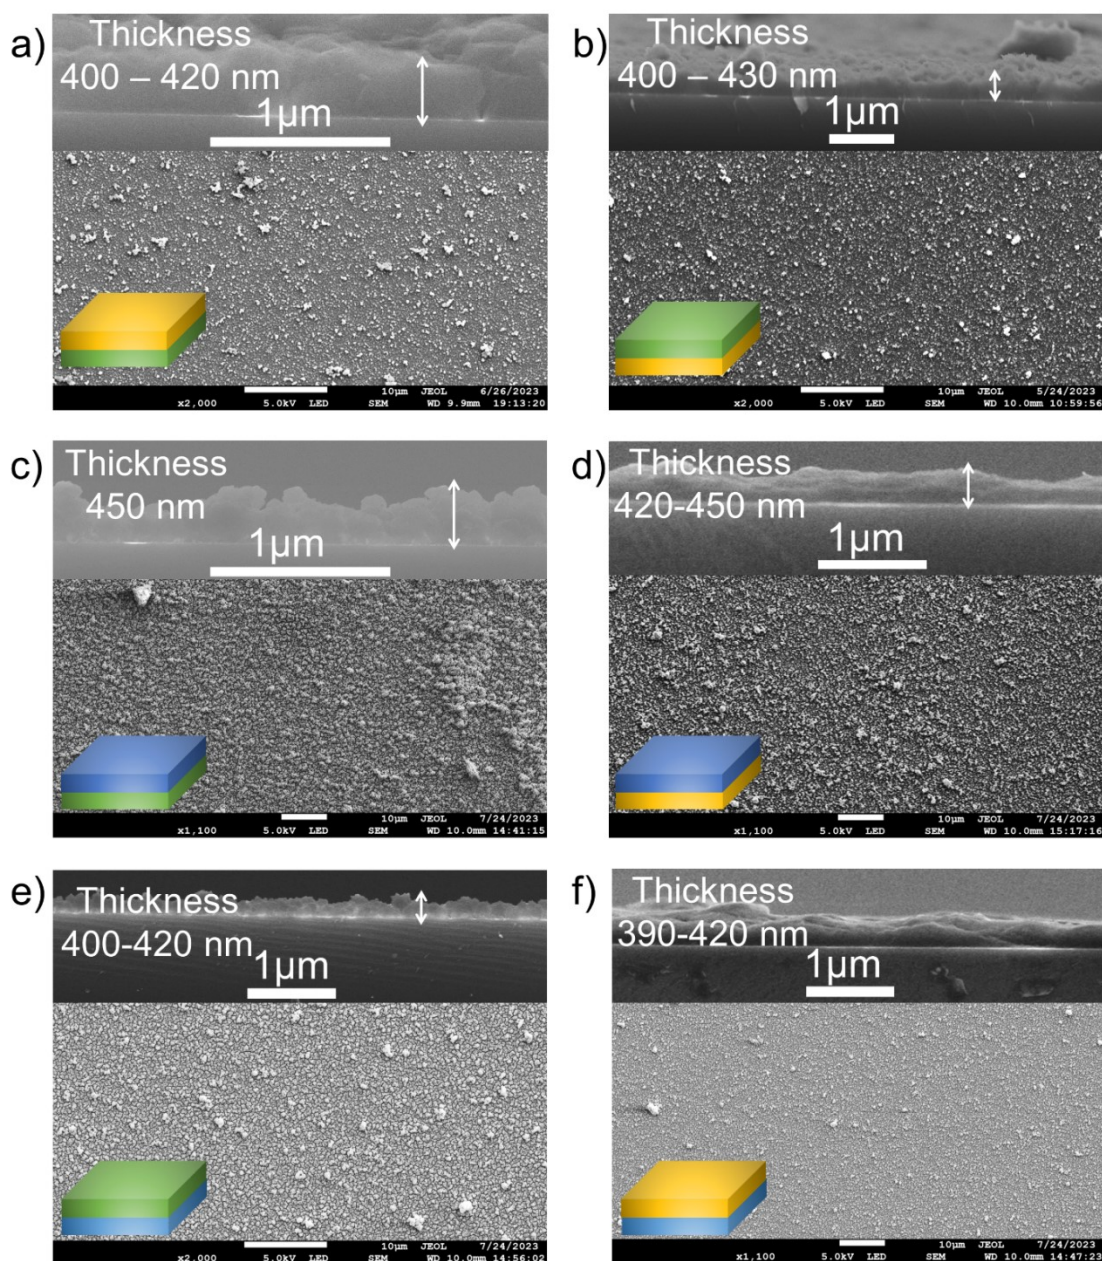 a)
Thickness
400 – 420 nm
1µm
10µm JEOL 6/26/2023
x2,000 5.0kV LED SEM WD 9.9mm 19:13:20
b)
Thickness
400 – 430 nm
1µm
10µm JEOL 5/24/2023
x2,000 5.0kV LED SEM WD 10.0mm 10:59:56
c)
Thickness
450 nm
1µm
10µm JEOL 7/24/2023
x1,100 5.0kV LED SEM WD 10.0mm 14:41:15
d)
Thickness
420-450 nm
1µm
10µm JEOL 7/24/2023
x1,100 5.0kV LED SEM WD 10.0mm 15:17:16
e)
Thickness
400-420 nm
1µm
10µm JEOL 7/24/2023
x2,000 5.0kV LED SEM WD 10.0mm 14:56:02
f)
Thickness
390-420 nm
1µm
10µm JEOL 7/24/2023
x1,100 5.0kV LED SEM WD 10.0mm 14:47:23